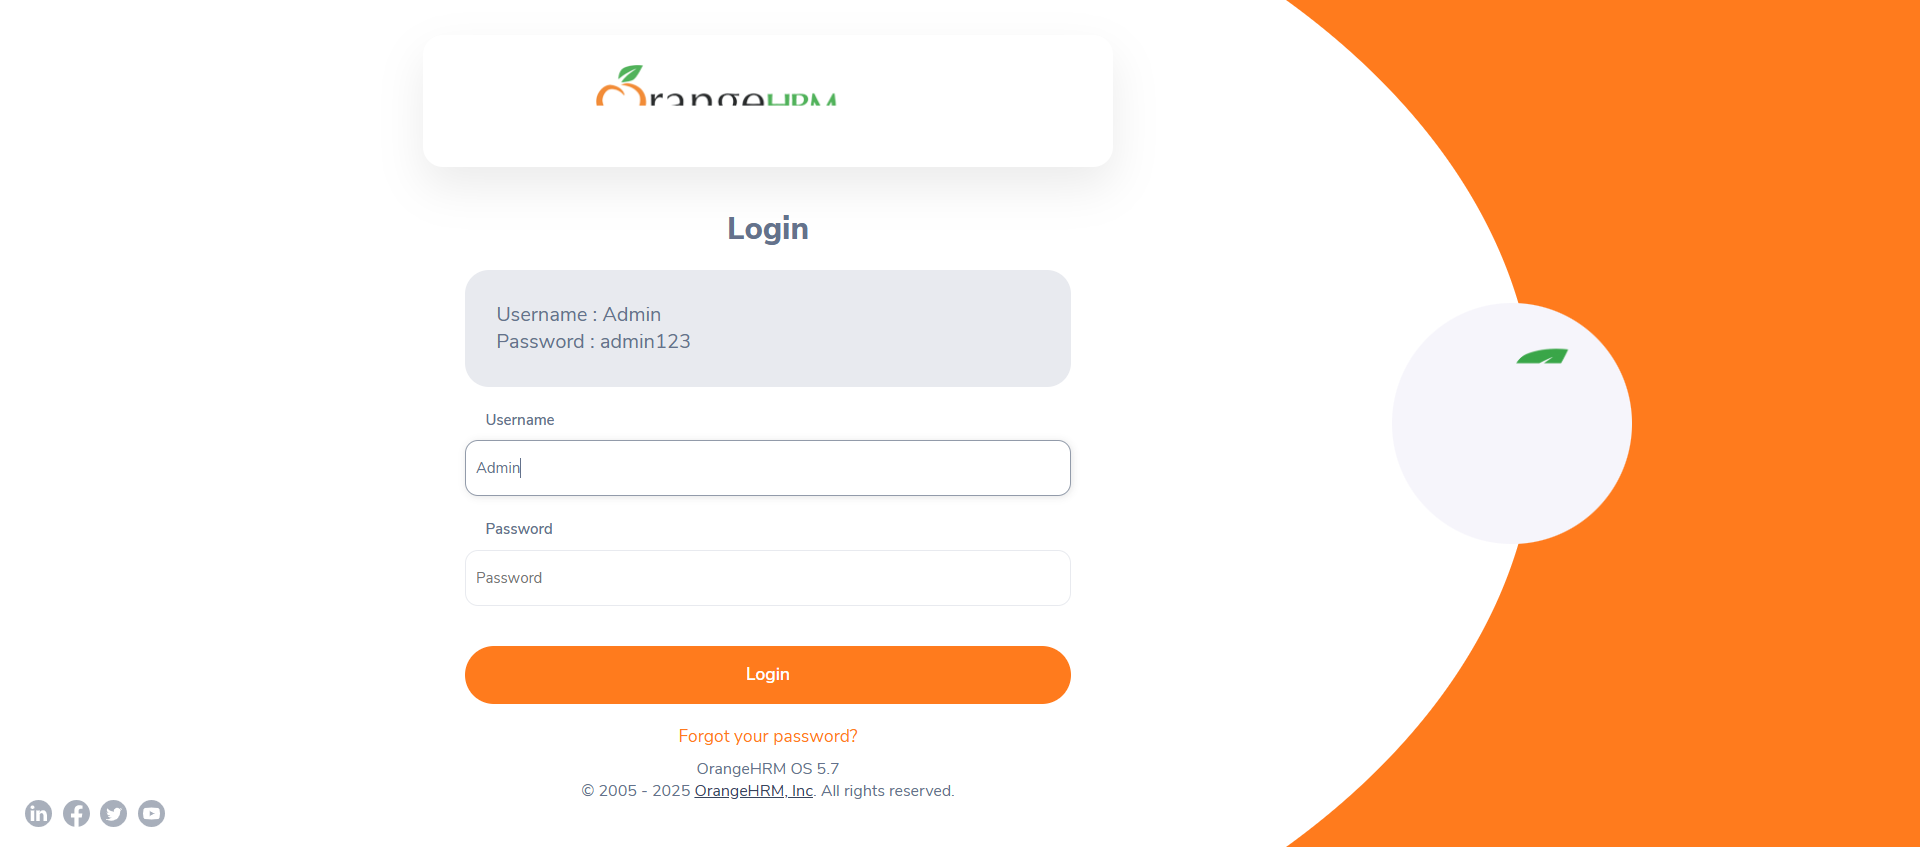 OrangeHRM
Login
Username : Admin
Password : admin123
Username
Admin
Password
Password
Login
Forgot your password?
OrangeHRM OS 5.7
© 2005 - 2025 OrangeHRM, Inc. All rights reserved.